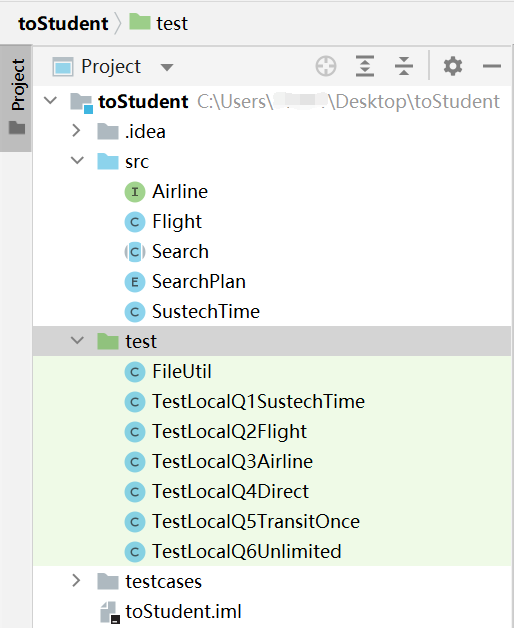 toStudent test
Project
Project
toStudent C:\Users\ \Desktop\toStudent
.idea
src
I Airline
C Flight
C Search
E SearchPlan
C SustechTime
test
C FileUtil
C TestLocalQ1SustechTime
C TestLocalQ2Flight
C TestLocalQ3Airline
C TestLocalQ4Direct
C TestLocalQ5TransitOnce
C TestLocalQ6Unlimited
testcases
toStudent.iml